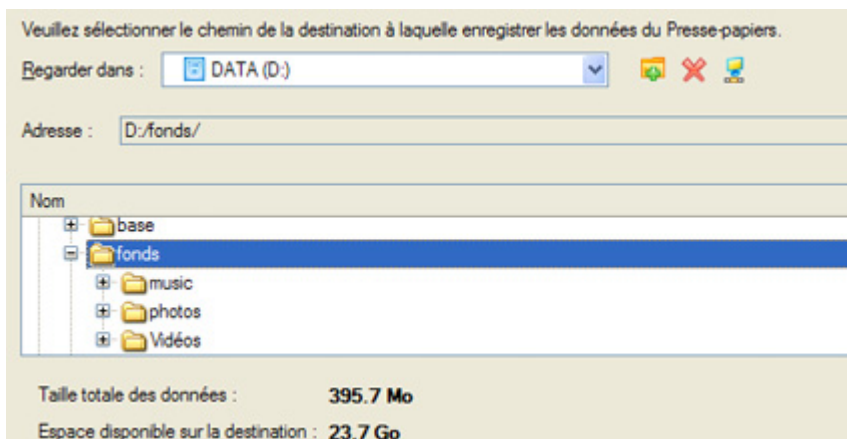 Veuillez sélectionner le chemin de la destination à laquelle enregistrer les données du Presse-papiers.
Regarder dans : DATA (D:)
Adresse : D:/fonds/
Nom
base
fonds
music
photos
Vidéos
Taille totale des données : 395.7 Mo
Espace disponible sur la destination : 23.7 Go